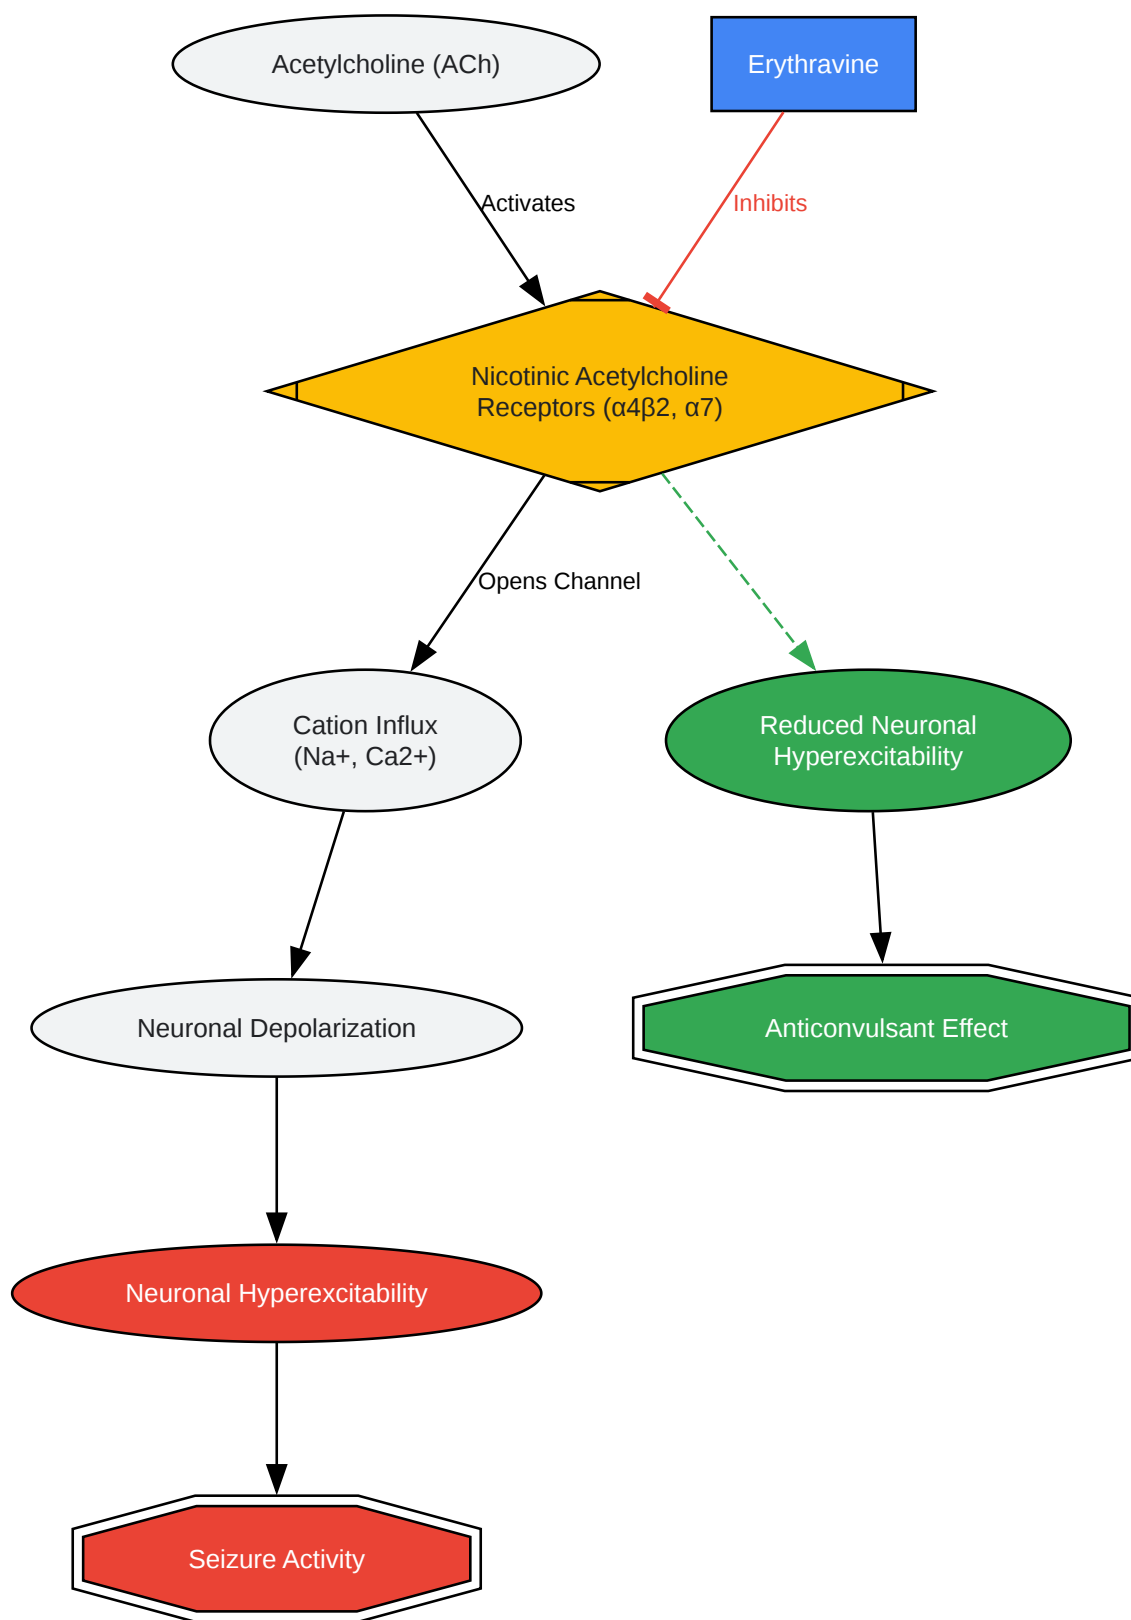 Acetylcholine (ACh)
Erythravine
Activates
Inhibits
Nicotinic Acetylcholine
Receptors (α4β2, α7)
Opens Channel
Cation Influx
(Na+, Ca2+)
Reduced Neuronal
Hyperexcitability
Neuronal Depolarization
Anticonvulsant Effect
Neuronal Hyperexcitability
Seizure Activity